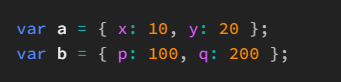 var a = { x: 10, y: 20 };
var b = { p: 100, q: 200 };